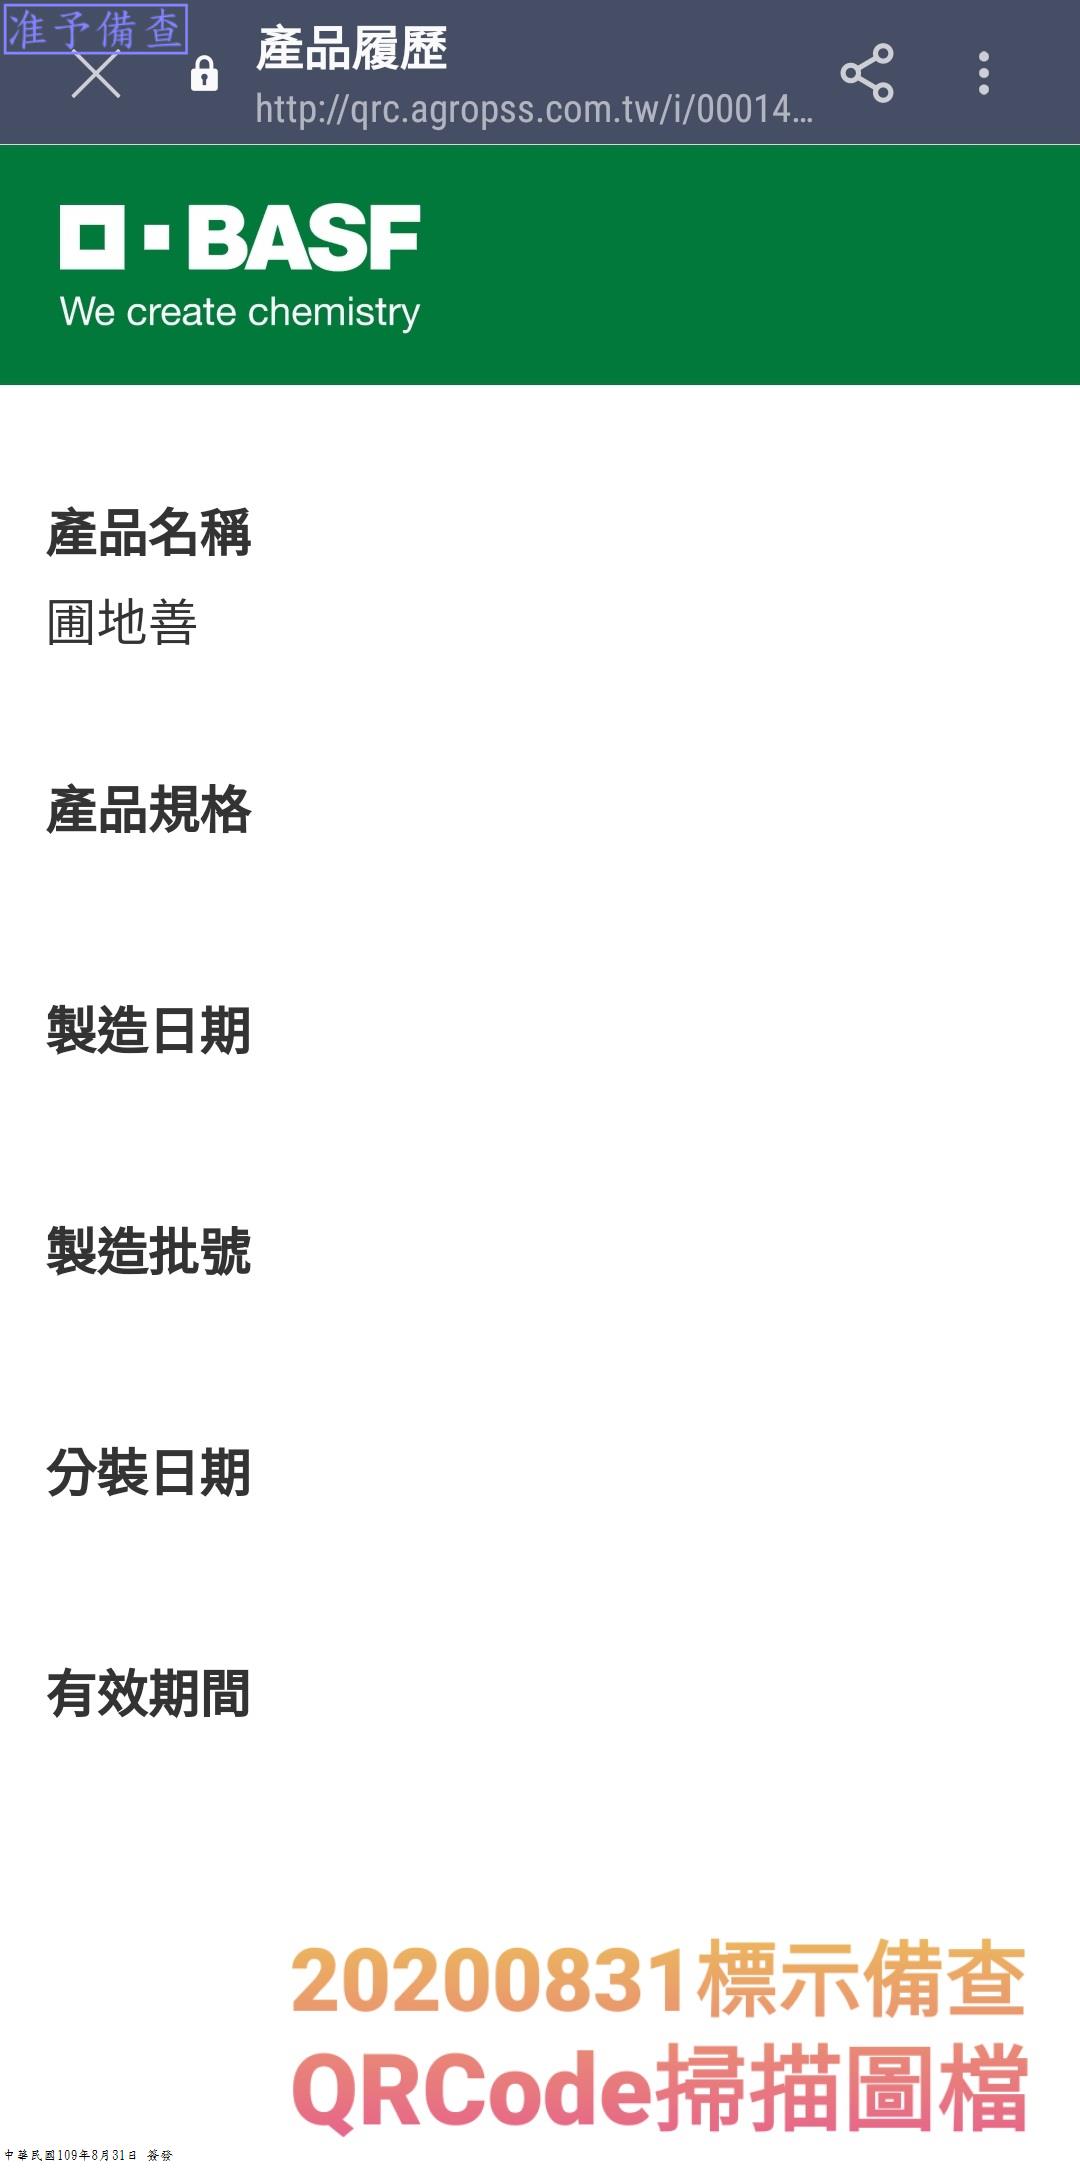 准予備查
產品履歷
http://qrc.agropss.com.tw/i/00014...
BASF
We create chemistry
產品名稱
圃地善
產品規格
製造日期
製造批號
分裝日期
有效期間
20200831標示備查
QRCode掃描圖檔
中華民國109年8月31日 簽發